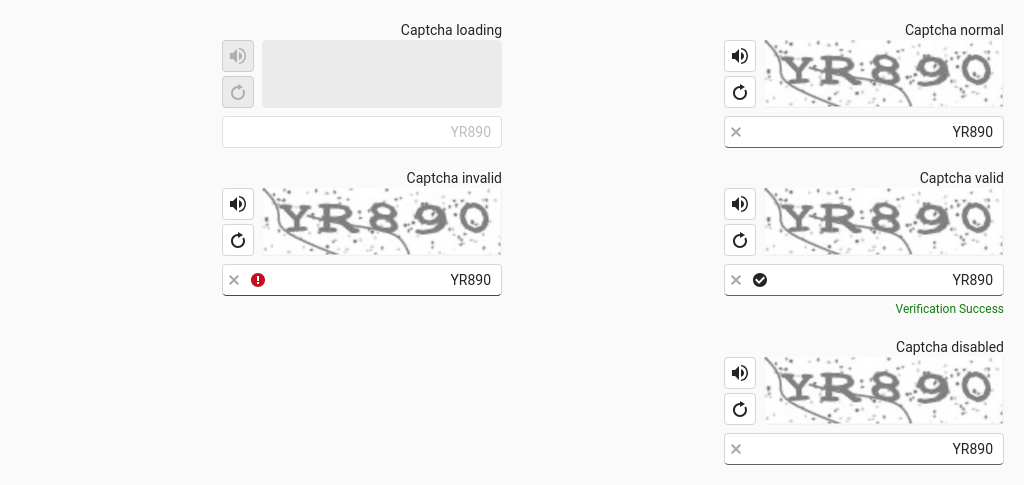 Captcha normal
YR890
YR890
Captcha loading
YR890
Captcha valid
YR890
YR890
Verification Success
Captcha invalid
YR890
YR890
Captcha disabled
YR890
YR890